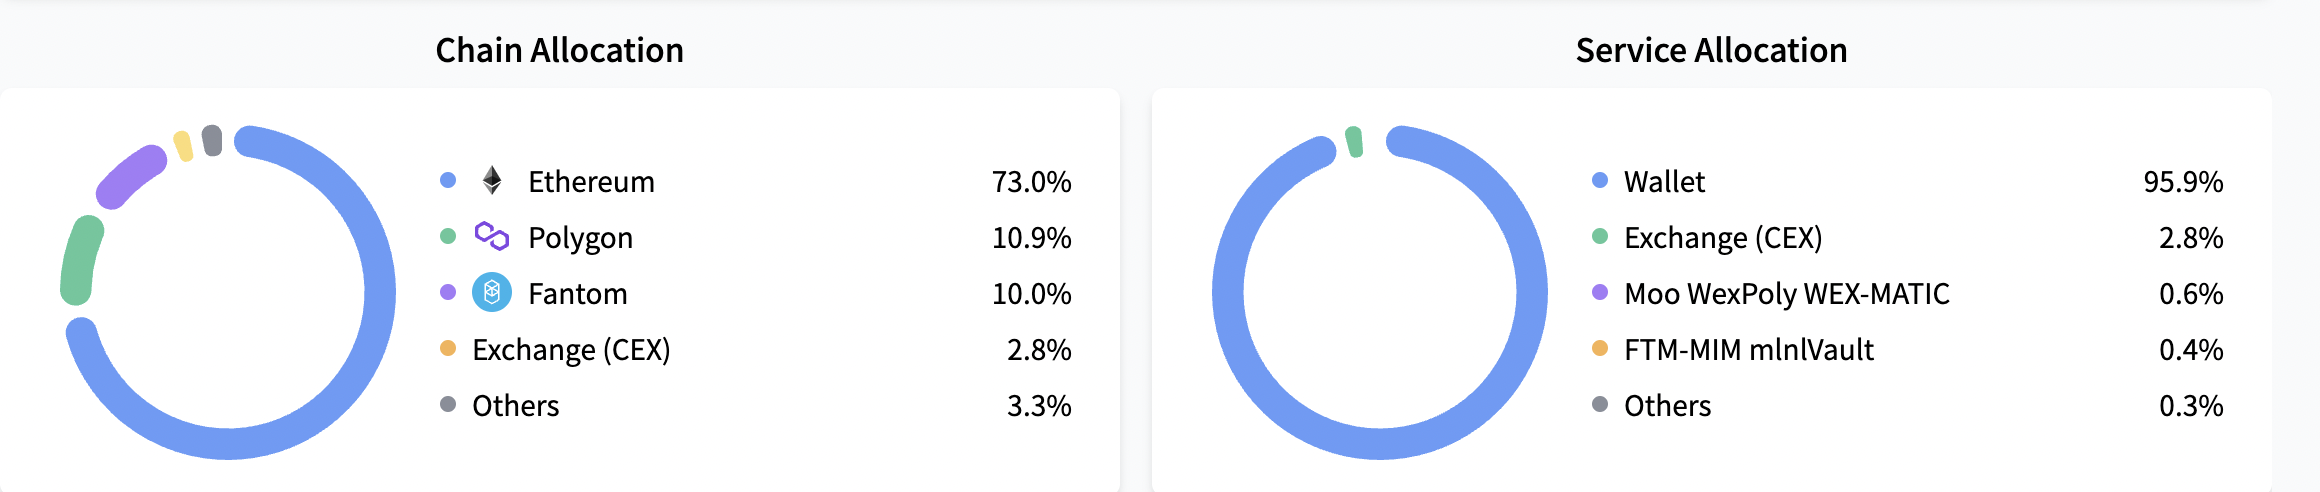 Chain Allocation
Ethereum 73.0%
Polygon 10.9%
Fantom 10.0%
Exchange (CEX) 2.8%
Others 3.3%
Service Allocation
Wallet 95.9%
Exchange (CEX) 2.8%
Moo WexPoly WEX-MATIC 0.6%
FTM-MIM mlnlVault 0.4%
Others 0.3%